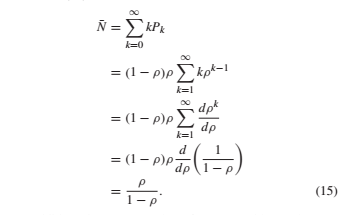 N̄ = ∑_{k=0}^{∞} kP_k
= (1 − ρ)ρ ∑_{k=1}^{∞} kρ^{k−1}
= (1 − ρ)ρ ∑_{k=1}^{∞} dρ^k/dρ
= (1 − ρ)ρ d/dρ (1/(1 − ρ))
= ρ/(1 − ρ). (15)